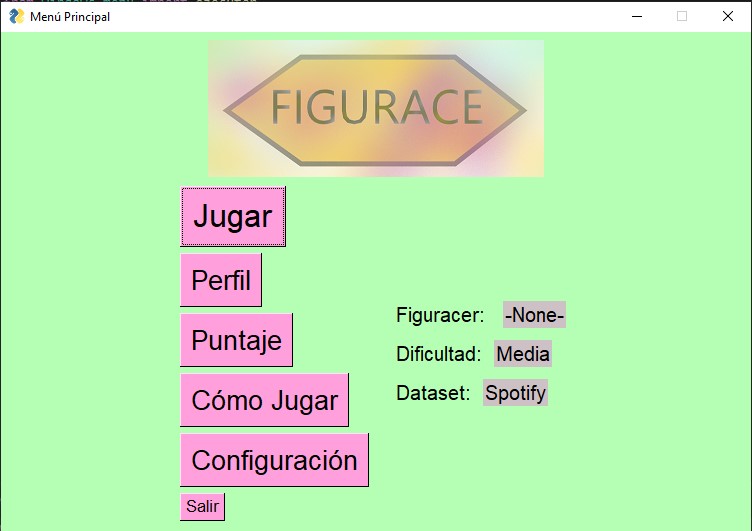 Menú Principal
FIGURACE
Jugar
Perfil
Puntaje
Cómo Jugar
Configuración
Salir
Figuracer: -None-
Dificultad: Media
Dataset: Spotify